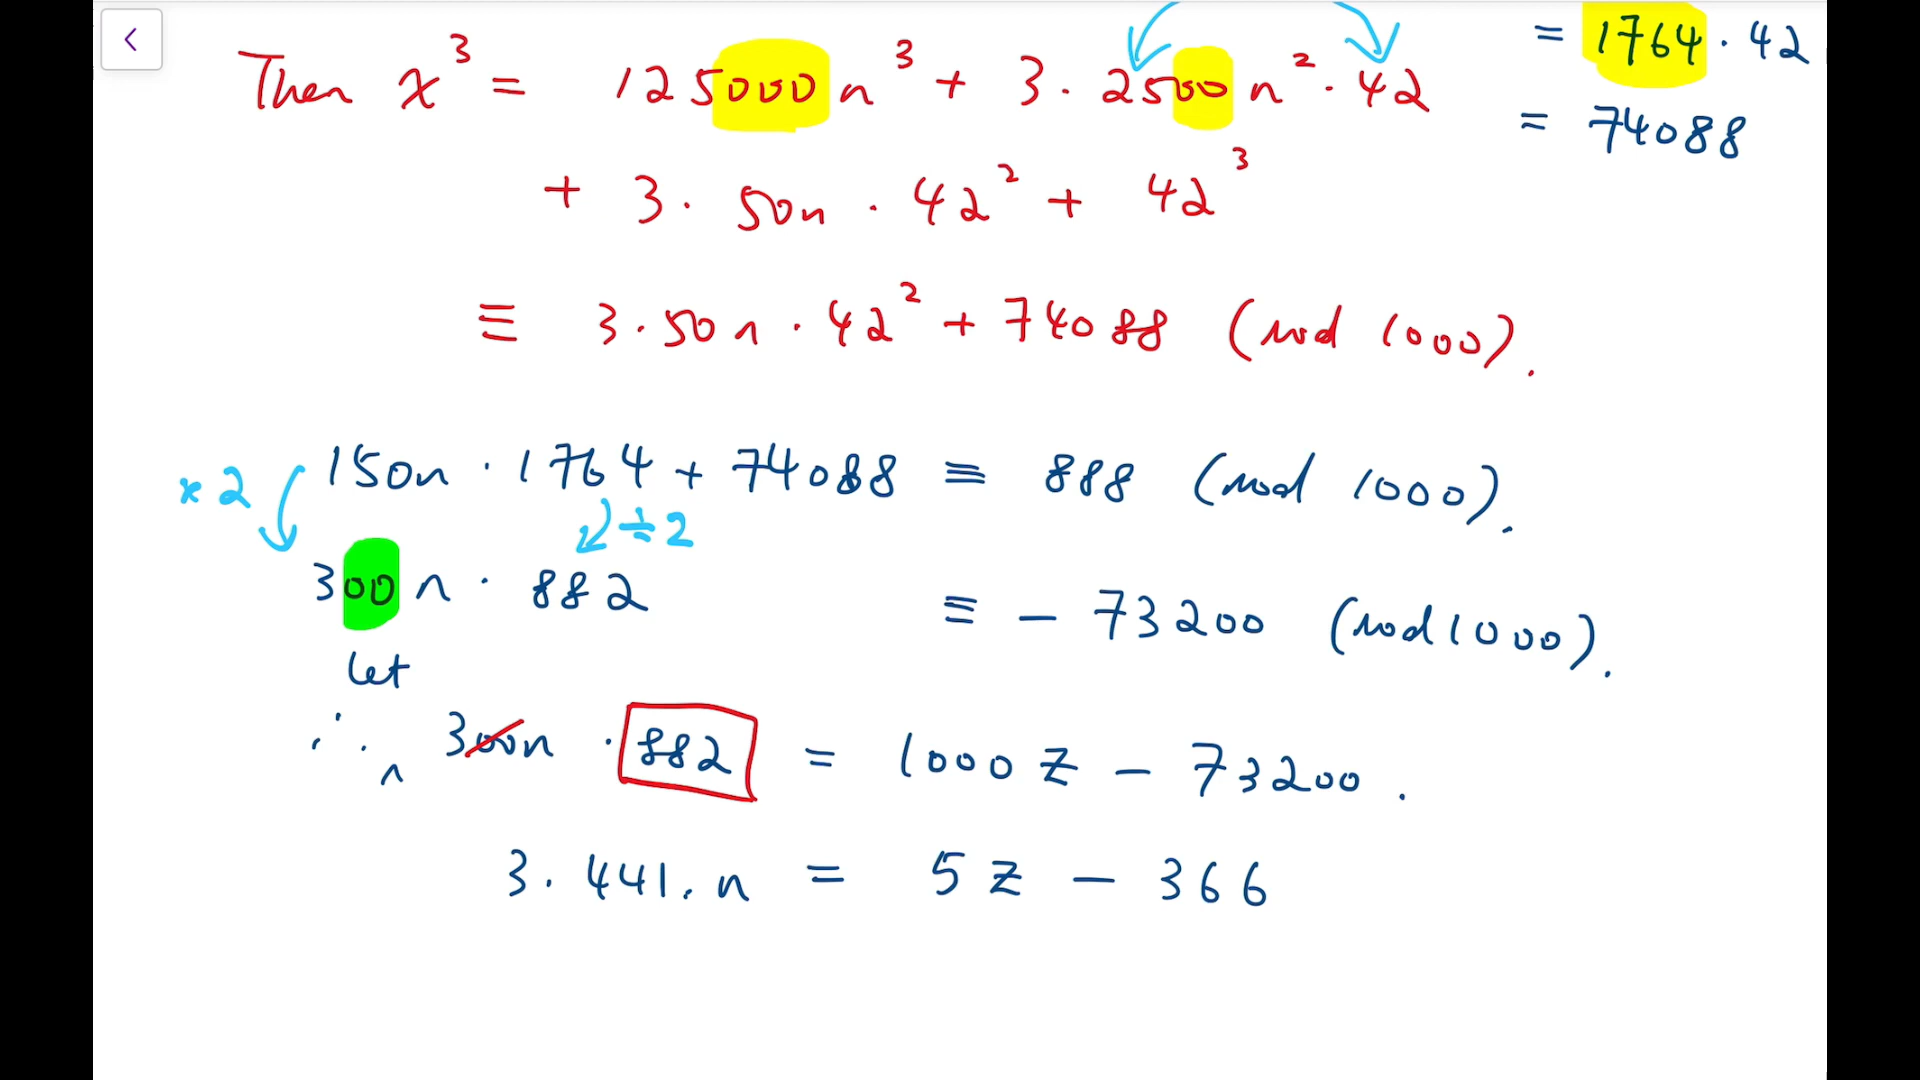 = 1764 · 42
Then x³ = 125000n³ + 3 · 2500n² · 42
= 74088
+ 3 · 50n · 42² + 42³
≡ 3 · 50n · 42² + 74088 (mod 1000).
×2 150n · 1764 + 74088 ≡ 888 (mod 1000).
÷2
300n · 882 ≡ - 73200 (mod 1000).
let
∴ 300n · 882 = 1000z - 73200.
n
3 · 441 · n = 5z - 366